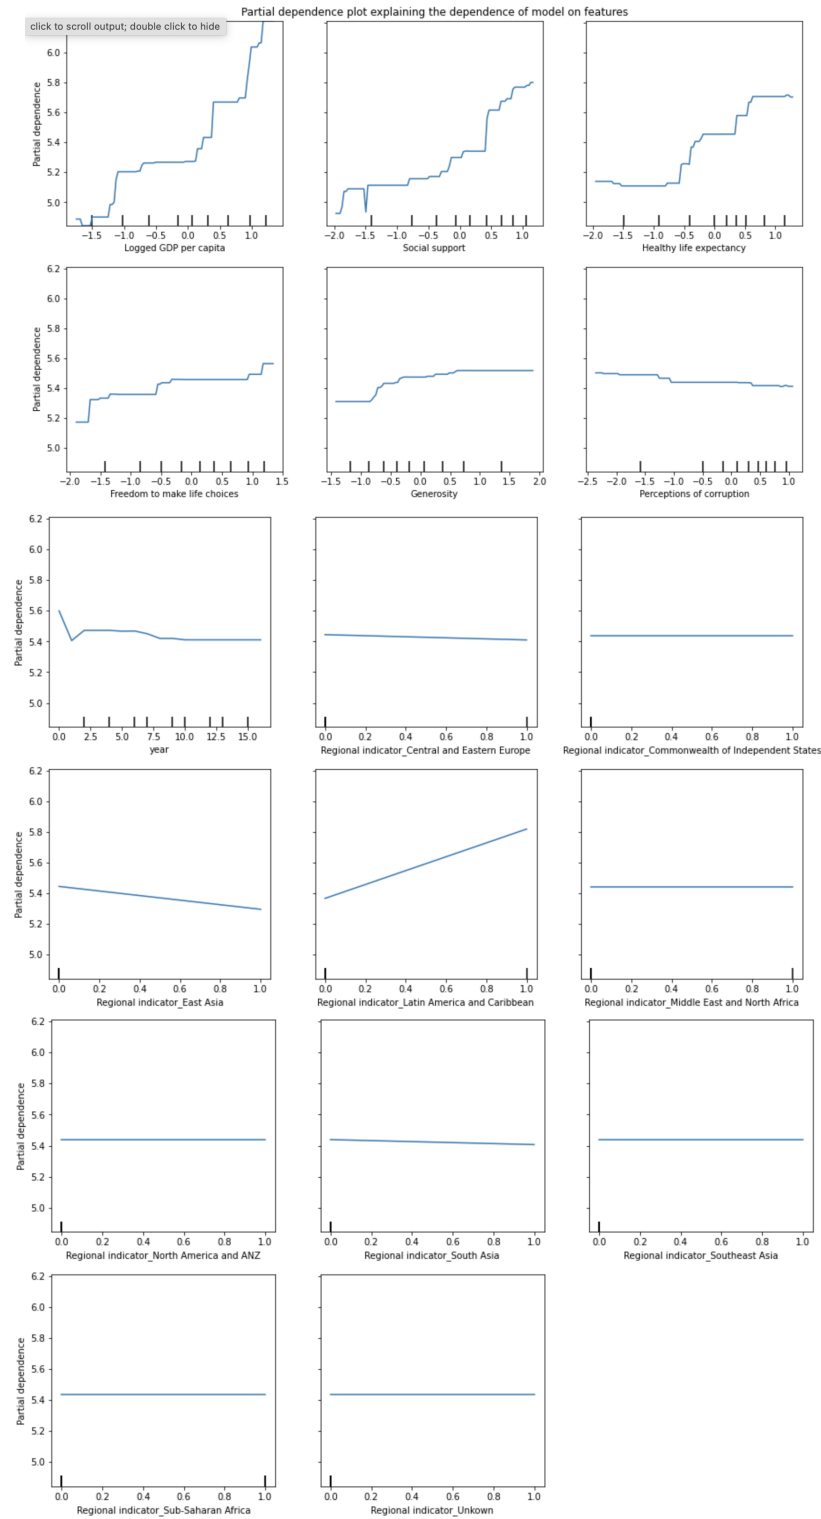 Partial dependence plot explaining the dependence of model on features
click to scroll output; double click to hide
Partial dependence
6.0
5.8
5.6
5.4
5.2
5.0
−1.5 −1.0 −0.5 0.0 0.5 1.0
−2.0 −1.5 −1.0 −0.5 0.0 0.5 1.0
−2.0 −1.5 −1.0 −0.5 0.0 0.5 1.0
Logged GDP per capita
Social support
Healthy life expectancy
Partial dependence
6.2
6.0
5.8
5.6
5.4
5.2
5.0
−2.0 −1.5 −1.0 −0.5 0.0 0.5 1.0 1.5
−1.5 −1.0 −0.5 0.0 0.5 1.0 1.5 2.0
−2.5 −2.0 −1.5 −1.0 −0.5 0.0 0.5 1.0
Freedom to make life choices
Generosity
Perceptions of corruption
Partial dependence
6.2
6.0
5.8
5.6
5.4
5.2
5.0
0.0 2.5 5.0 7.5 10.0 12.5 15.0
0.0 0.2 0.4 0.6 0.8 1.0
0.0 0.2 0.4 0.6 0.8 1.0
year
Regional indicator_Central and Eastern Europe
Regional indicator_Commonwealth of Independent States
Partial dependence
6.2
6.0
5.8
5.6
5.4
5.2
5.0
0.0 0.2 0.4 0.6 0.8 1.0
0.0 0.2 0.4 0.6 0.8 1.0
0.0 0.2 0.4 0.6 0.8 1.0
Regional indicator_East Asia
Regional indicator_Latin America and Caribbean
Regional indicator_Middle East and North Africa
Partial dependence
6.2
6.0
5.8
5.6
5.4
5.2
5.0
0.0 0.2 0.4 0.6 0.8 1.0
0.0 0.2 0.4 0.6 0.8 1.0
0.0 0.2 0.4 0.6 0.8 1.0
Regional indicator_North America and ANZ
Regional indicator_South Asia
Regional indicator_Southeast Asia
Partial dependence
6.2
6.0
5.8
5.6
5.4
5.2
5.0
0.0 0.2 0.4 0.6 0.8 1.0
0.0 0.2 0.4 0.6 0.8 1.0
Regional indicator_Sub-Saharan Africa
Regional indicator_Unkown